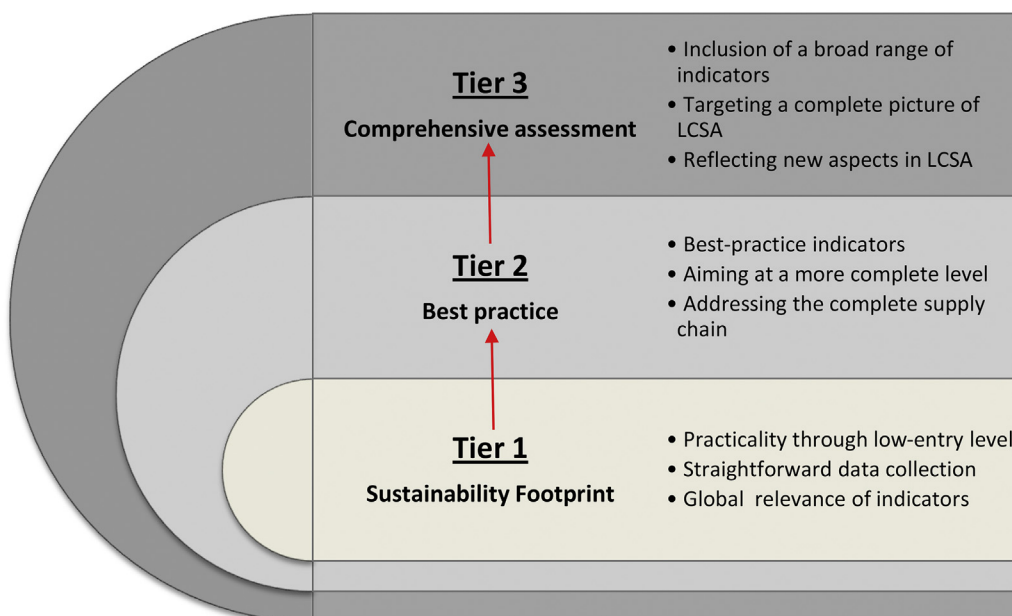 Tier 3
Comprehensive assessment
• Inclusion of a broad range of
indicators
• Targeting a complete picture of
LCSA
• Reflecting new aspects in LCSA
Tier 2
Best practice
• Best-practice indicators
• Aiming at a more complete level
• Addressing the complete supply
chain
Tier 1
Sustainability Footprint
• Practicality through low-entry level
• Straightforward data collection
• Global relevance of indicators